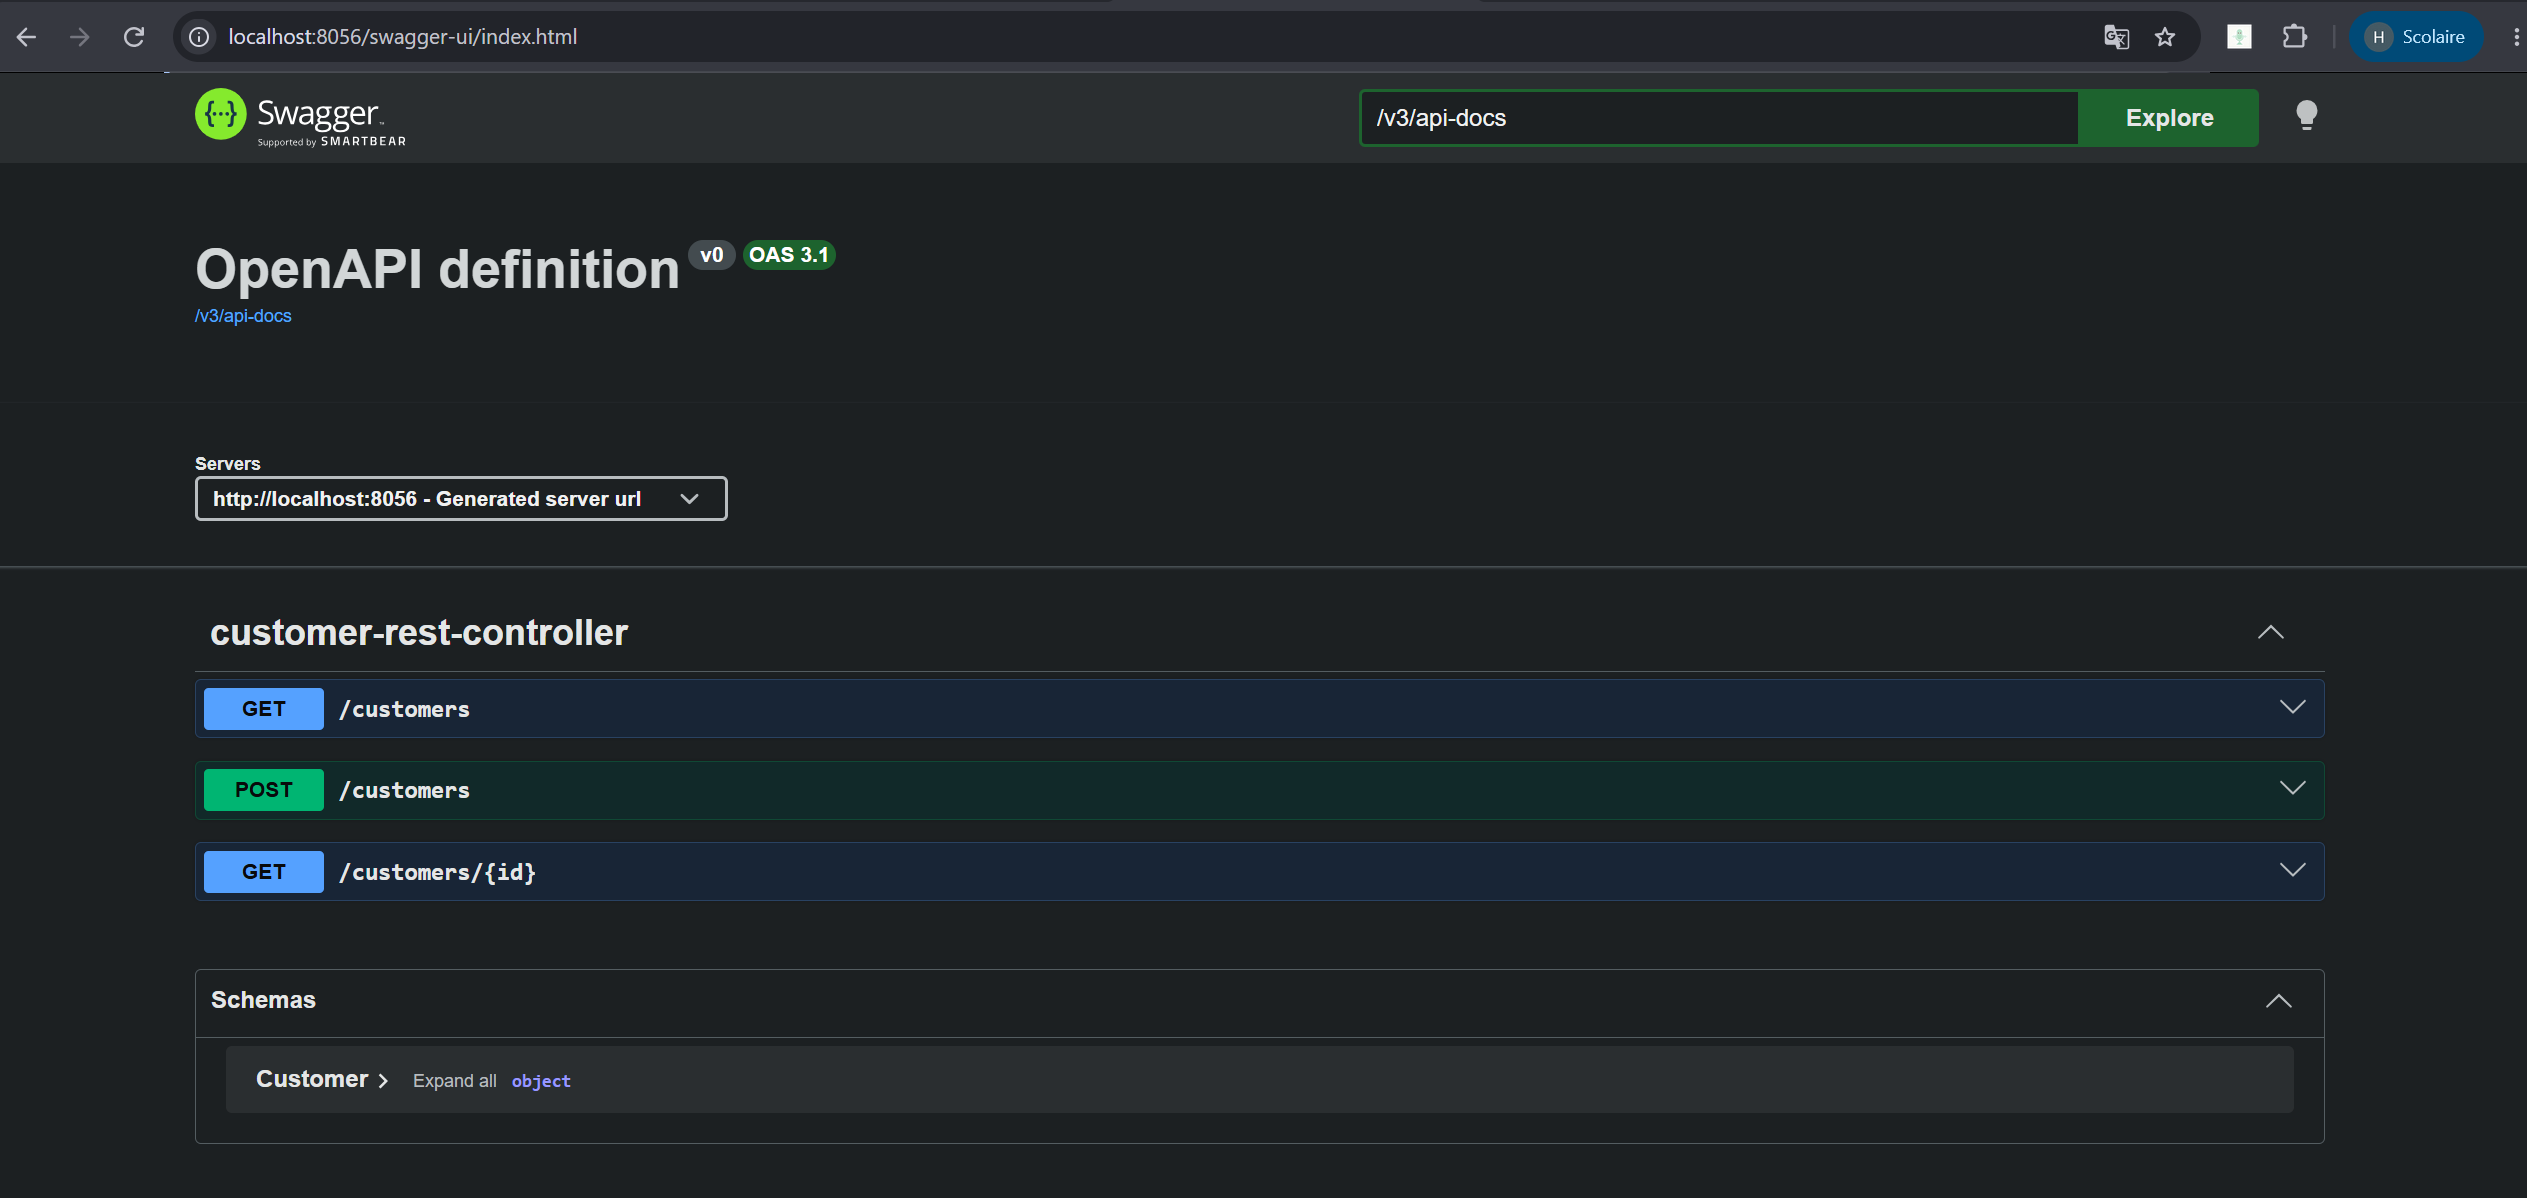 localhost:8056/swagger-ui/index.html
H Scolaire
Swagger™
Supported by SMARTBEAR
/v3/api-docs
Explore
OpenAPI definition v0 OAS 3.1
/v3/api-docs
Servers
http://localhost:8056 - Generated server url
customer-rest-controller
GET /customers
POST /customers
GET /customers/{id}
Schemas
Customer Expand all object